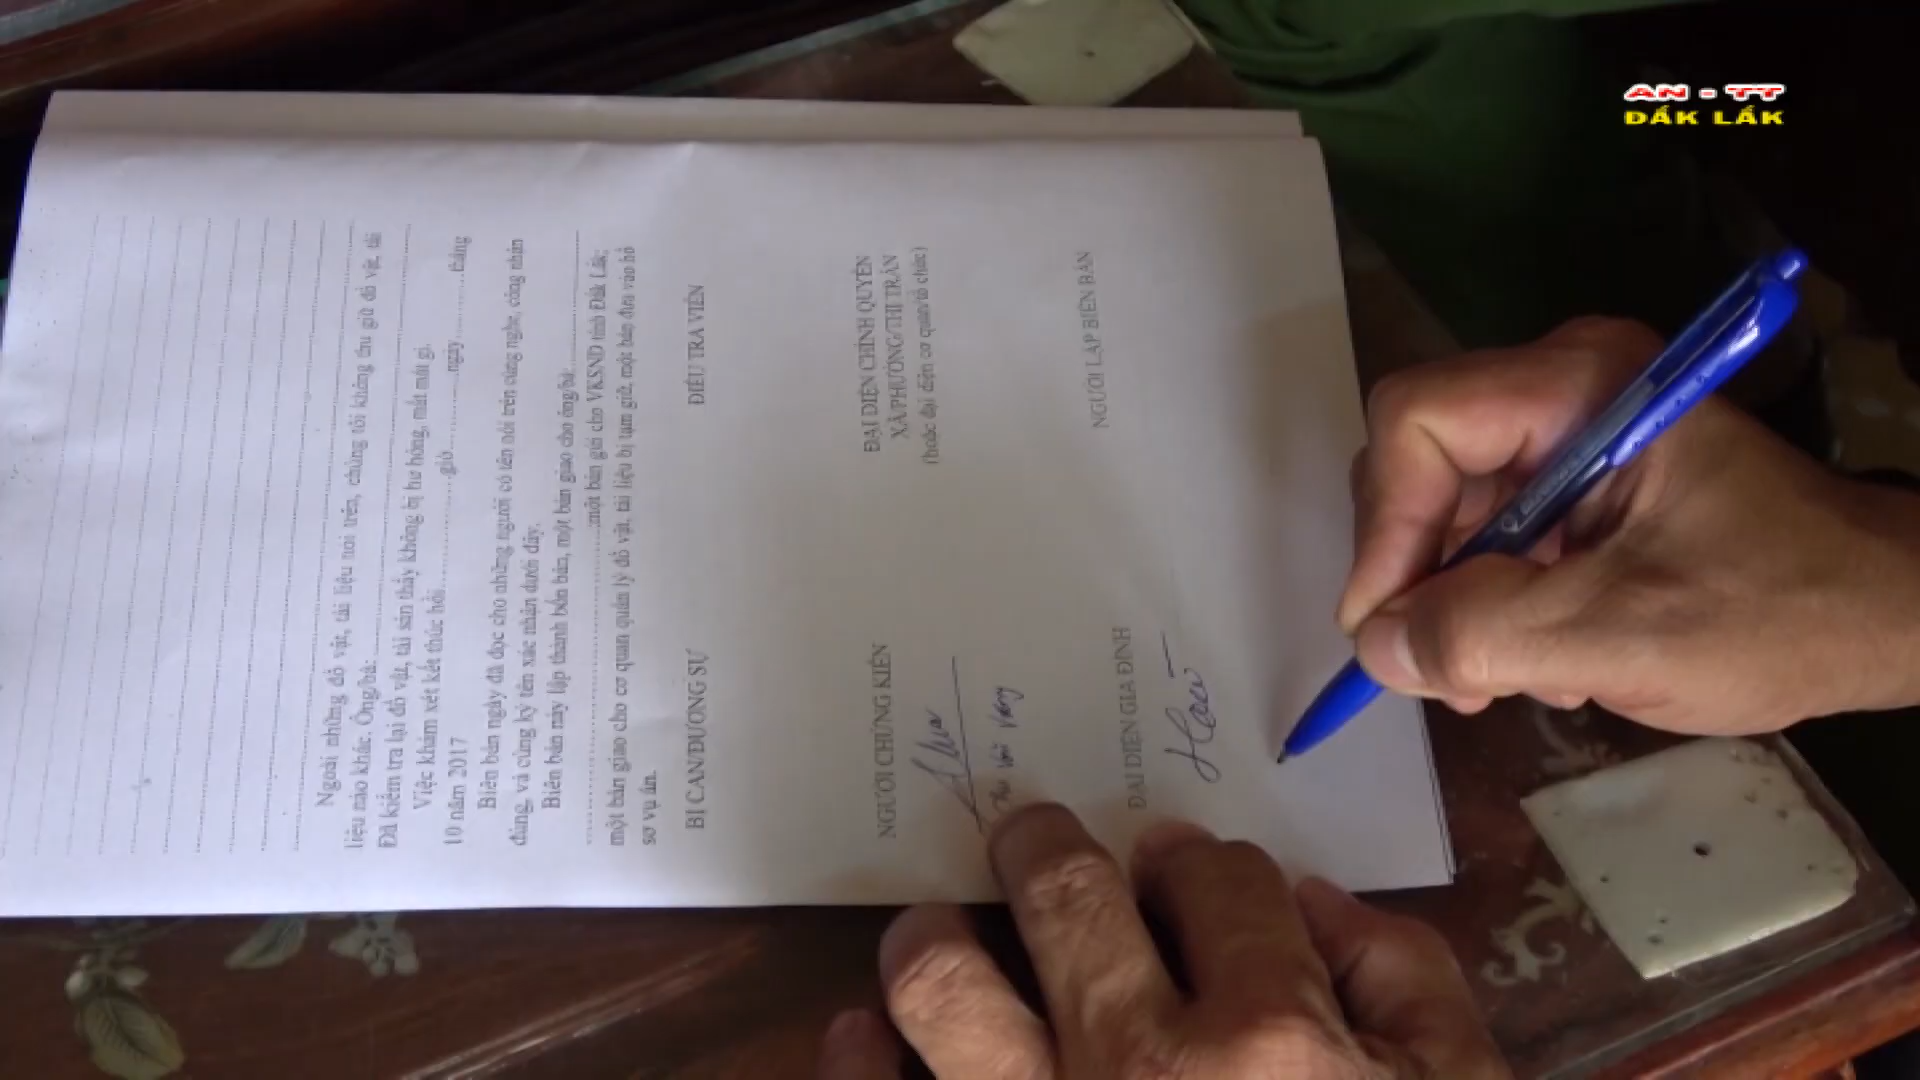 AN - TT
ĐẮK LẮK
Ngoài những đồ vật, tài liệu nói trên, chúng tôi không thu giữ đồ vật, tài
liệu nào khác. Ông/bà:
Đã kiểm tra lại đồ vật, tài sản thấy không bị hư hỏng, mất mát gì.
Việc khám xét kết thúc hồi..........giờ..........ngày..........tháng
10 năm 2017
Biên bản ngày đã đọc cho những người có tên nói trên cùng nghe, công nhận
đúng, và cùng ký tên xác nhận dưới đây.
Biên bản này lập thành bốn bản, một bản giao cho ông/bà:
một bản gửi cho VKSND tỉnh Đắk Lắk;
một bản giao cho cơ quan quản lý đồ vật, tài liệu bị tạm giữ, một bản đưa vào hồ
sơ vụ án.
BỊ CAN/ĐƯƠNG SỰ ĐIỀU TRA VIÊN
NGƯỜI CHỨNG KIẾN ĐẠI DIỆN CHÍNH QUYỀN
XÃ/PHƯỜNG/THỊ TRẤN
(hoặc đại diện cơ quan/tổ chức)
ĐẠI DIỆN GIA ĐÌNH NGƯỜI LẬP BIÊN BẢN